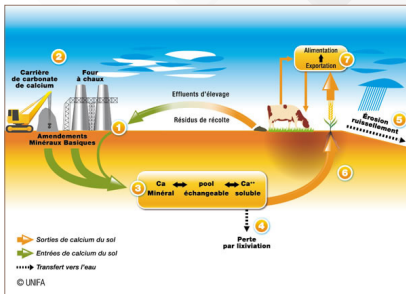 2
Carrière
de carbonate
de calcium
Four
à chaux
Alimentation
Exportation
7
Effluents d'élevage
Résidus de récolte
1
Érosion
ruissellement
5
Amendements
Minéraux Basiques
3
Ca pool Ca++
Minéral échangeable soluble
6
4
Perte
par lixiviation
Sorties de calcium du sol
Entrées de calcium du sol
Transfert vers l'eau
© UNIFA